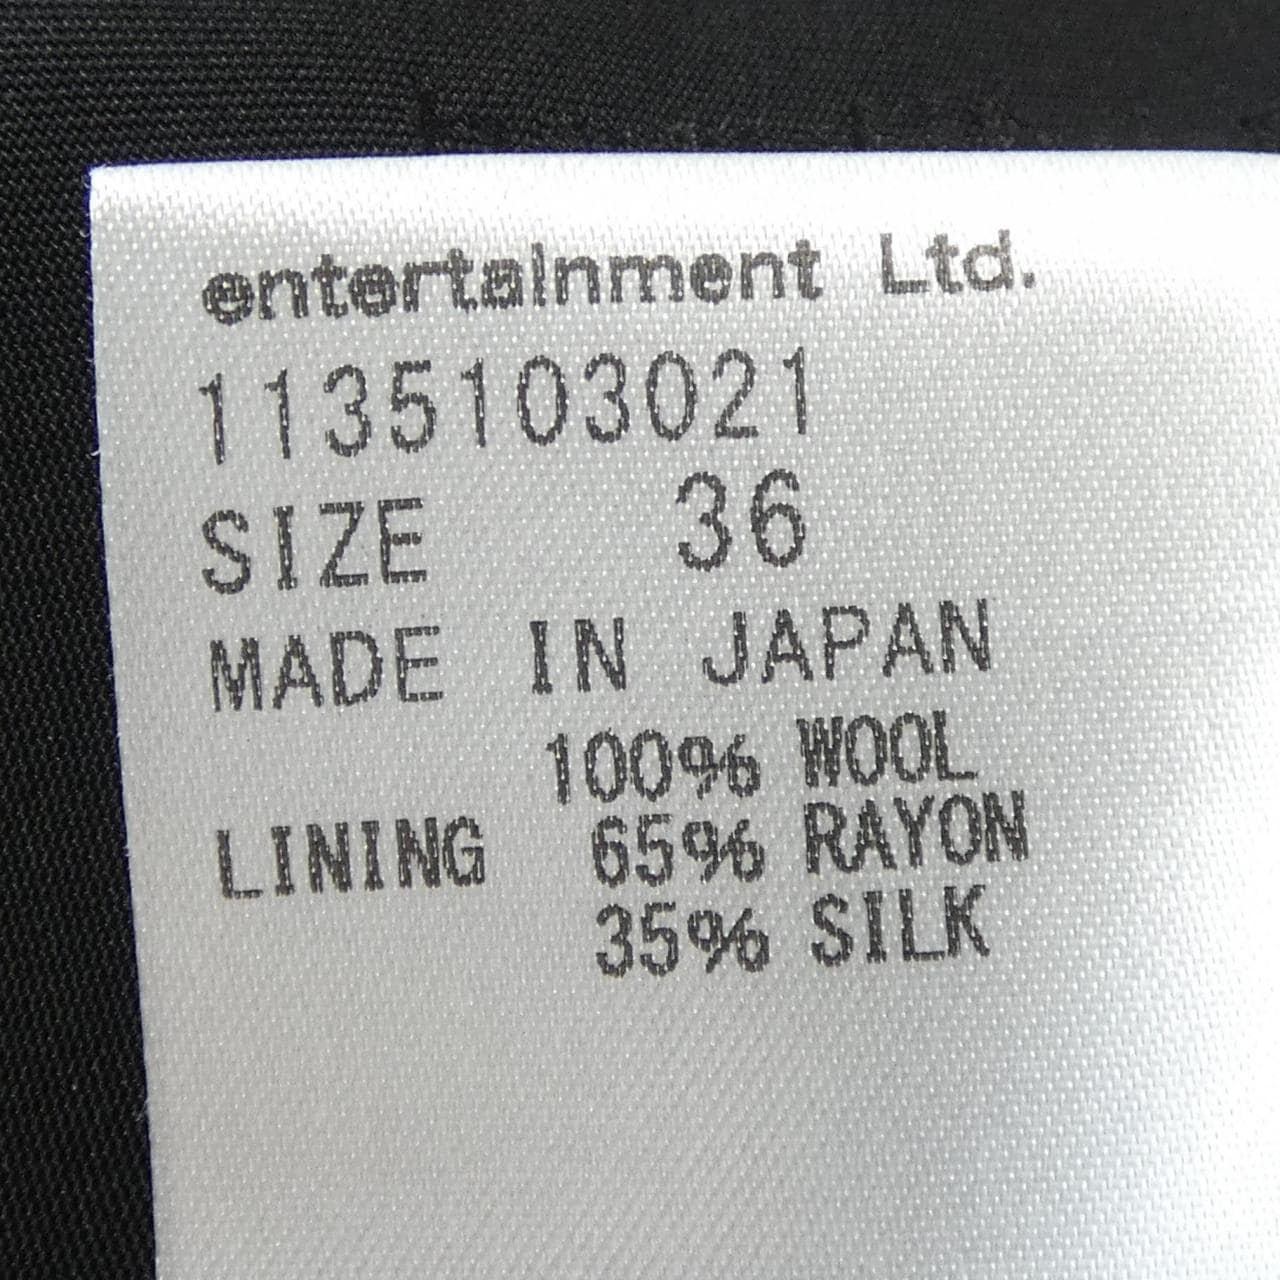 entertainment Ltd.
1135103021
SIZE 36
MADE IN JAPAN
100% WOOL
LINING 65% RAYON
35% SILK